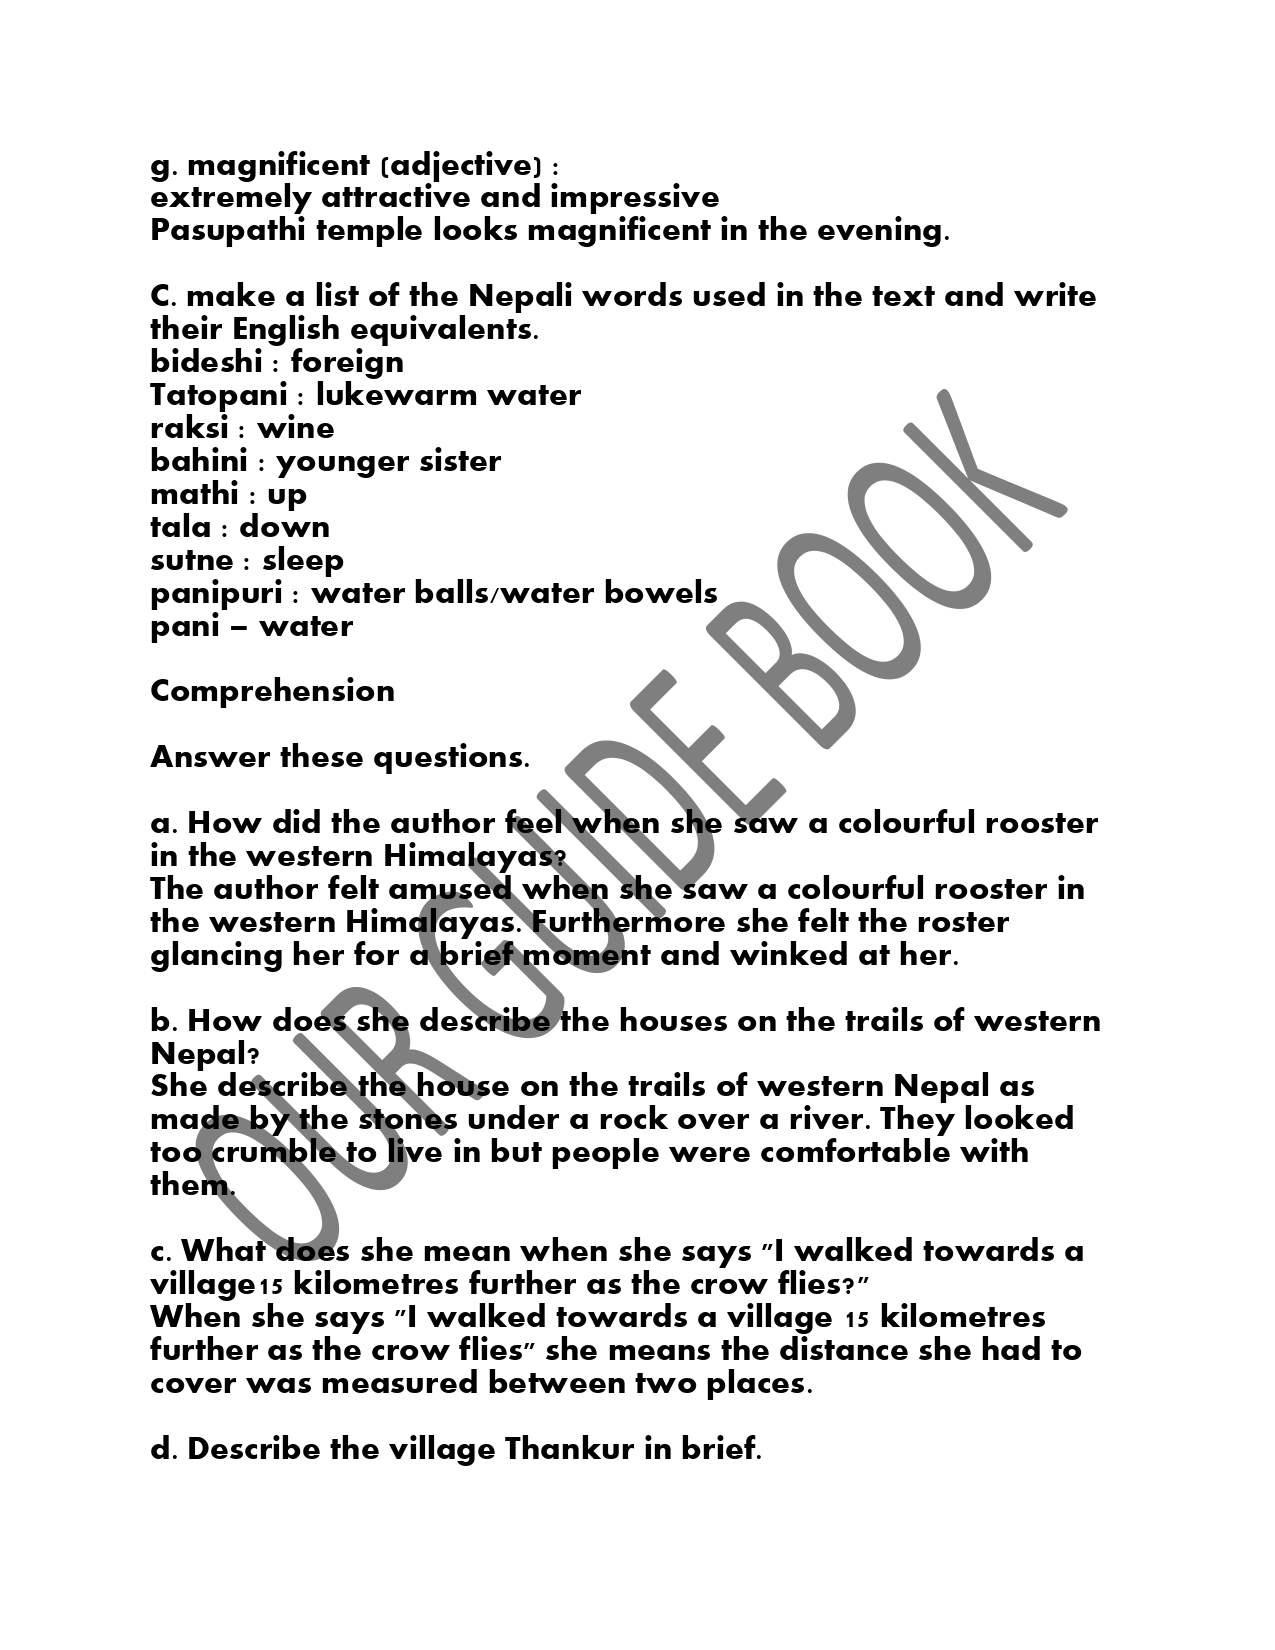 g. magnificent (adjective) :
extremely attractive and impressive
Pasupathi temple looks magnificent in the evening.
C. make a list of the Nepali words used in the text and write
their English equivalents.
bideshi : foreign
Tatopani : lukewarm water
raksi : wine
bahini : younger sister
mathi : up
tala : down
sutne : sleep
panipuri : water balls/water bowels
pani – water
Comprehension
Answer these questions.
a. How did the author feel when she saw a colourful rooster
in the western Himalayas?
The author felt amused when she saw a colourful rooster in
the western Himalayas. Furthermore she felt the roster
glancing her for a brief moment and winked at her.
b. How does she describe the houses on the trails of western
Nepal?
She describe the house on the trails of western Nepal as
made by the stones under a rock over a river. They looked
too crumble to live in but people were comfortable with
them.
c. What does she mean when she says "I walked towards a
village15 kilometres further as the crow flies?"
When she says "I walked towards a village 15 kilometres
further as the crow flies" she means the distance she had to
cover was measured between two places.
d. Describe the village Thankur in brief.
OUR GUIDE BOOK